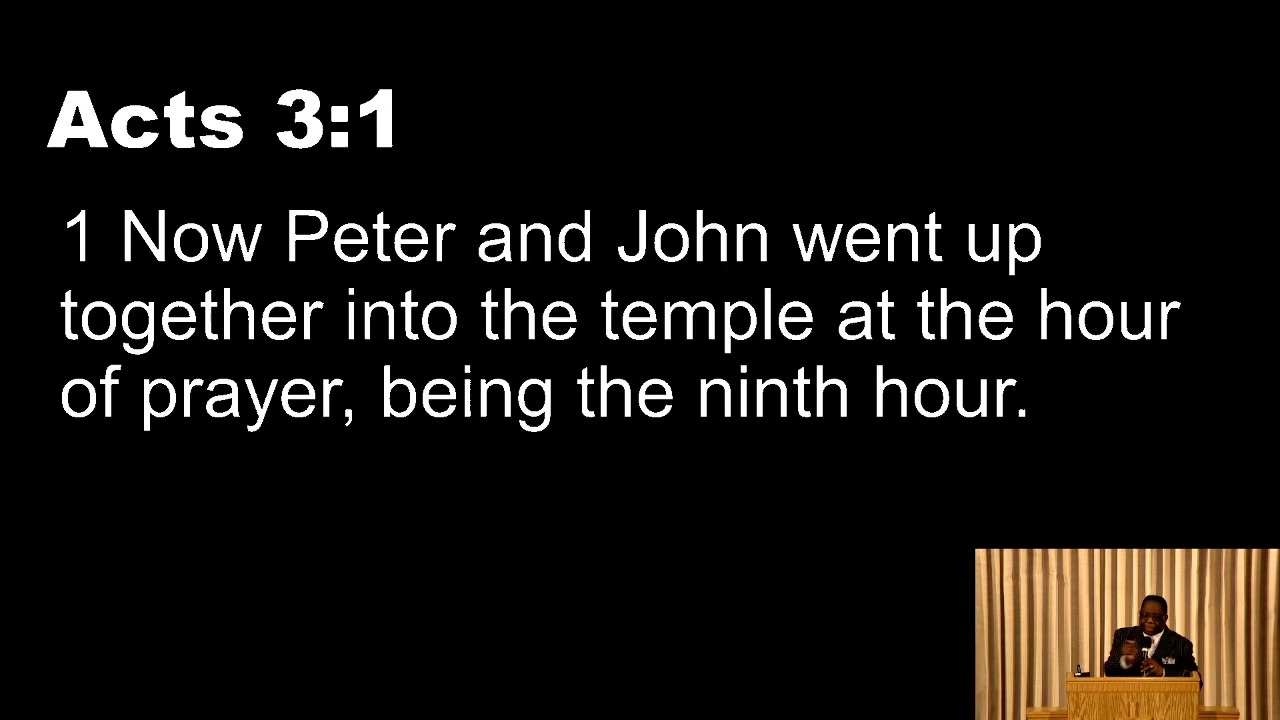 Acts 3:1
1 Now Peter and John went up
together into the temple at the hour
of prayer, being the ninth hour.